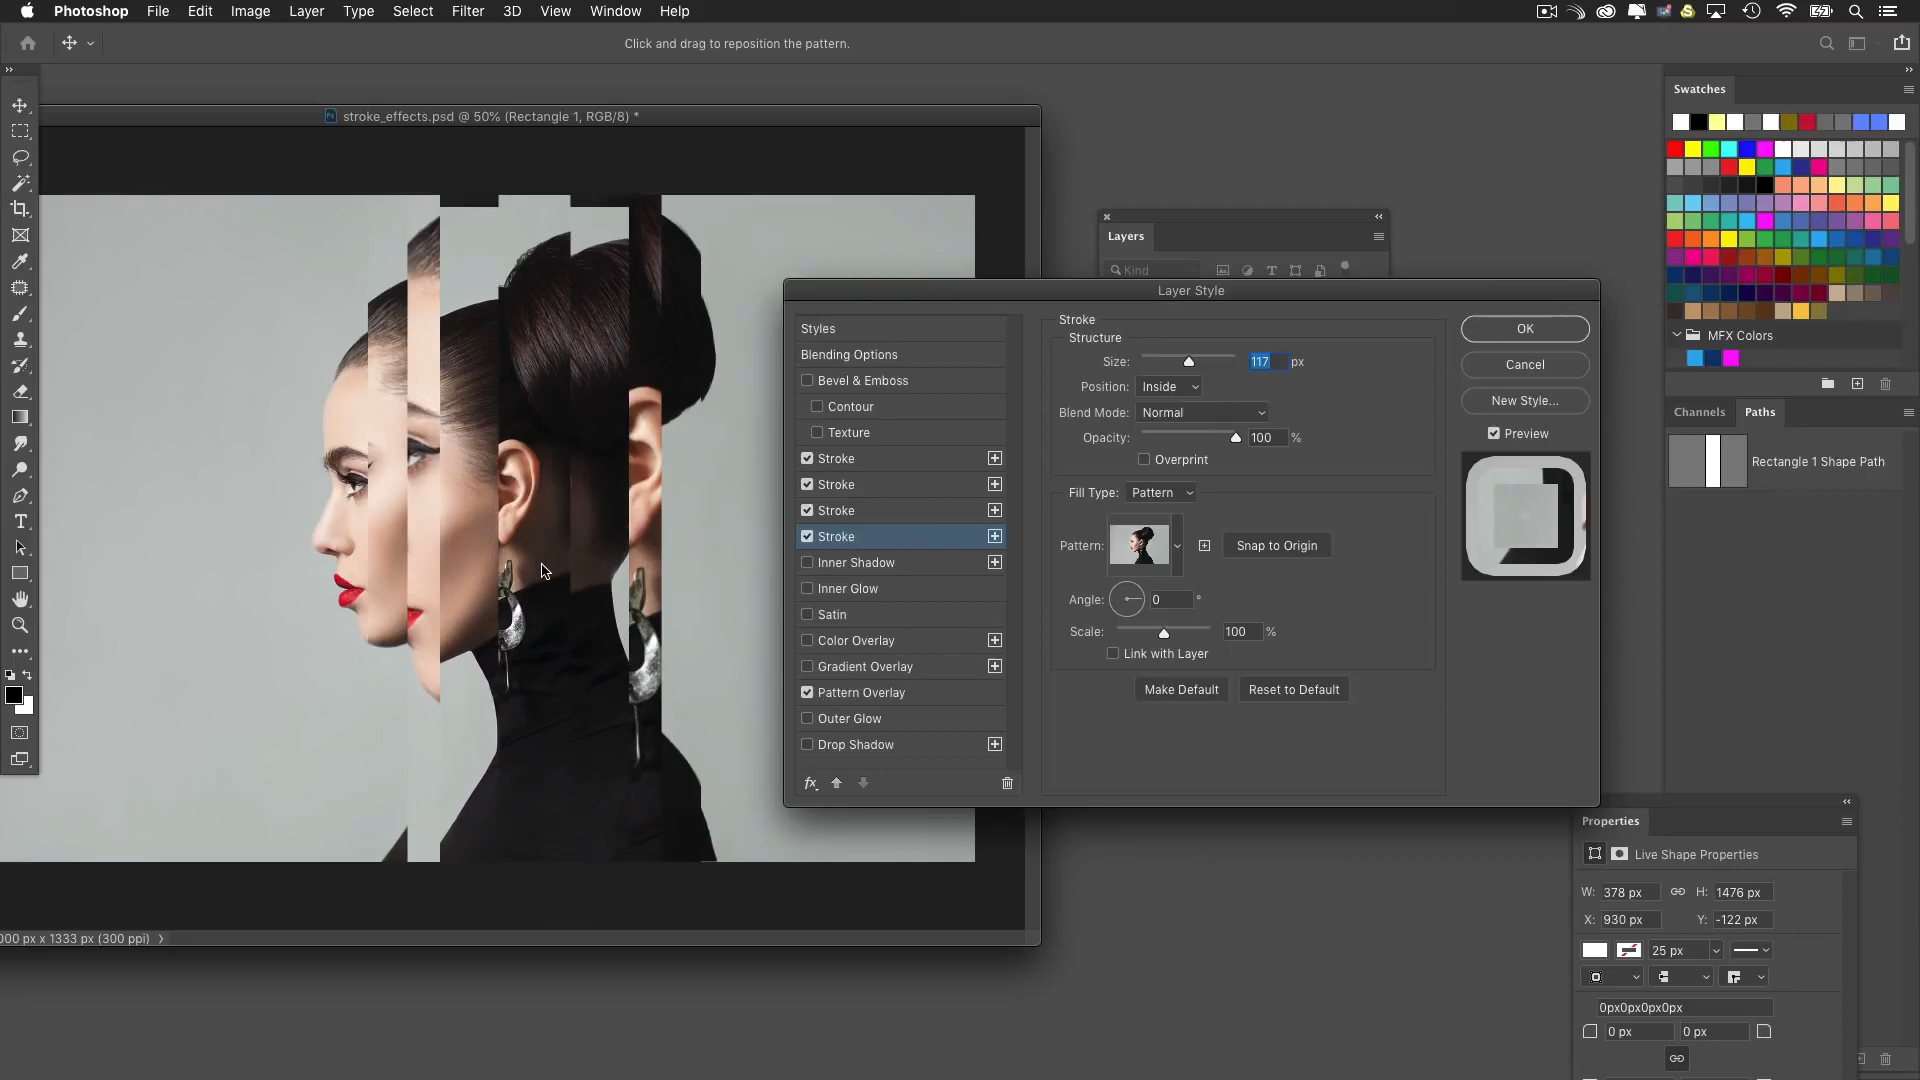 Photoshop File Edit Image Layer Type Select Filter 3D View Window Help
Click and drag to reposition the pattern.
stroke_effects.psd @ 50% (Rectangle 1, RGB/8) *
000 px x 1333 px (300 ppi)
Layers
Kind
Layer Style
Styles
Blending Options
Bevel & Emboss
Contour
Texture
Stroke
Stroke
Stroke
Stroke
Inner Shadow
Inner Glow
Satin
Color Overlay
Gradient Overlay
Pattern Overlay
Outer Glow
Drop Shadow
fx
Stroke
Structure
Size: 117 px
Position: Inside
Blend Mode: Normal
Opacity: 100 %
Overprint
Fill Type: Pattern
Pattern: Snap to Origin
Angle: 0 °
Scale: 100 %
Link with Layer
Make Default Reset to Default
OK
Cancel
New Style...
Preview
Swatches
MFX Colors
Channels Paths
Rectangle 1 Shape Path
Properties
Live Shape Properties
W: 378 px H: 1476 px
X: 930 px Y: -122 px
25 px
0px0px0px0px
0 px 0 px